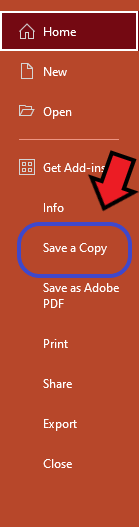 Home
New
Open
Get Add-ins
Info
Save a Copy
Save as Adobe
PDF
Print
Share
Export
Close